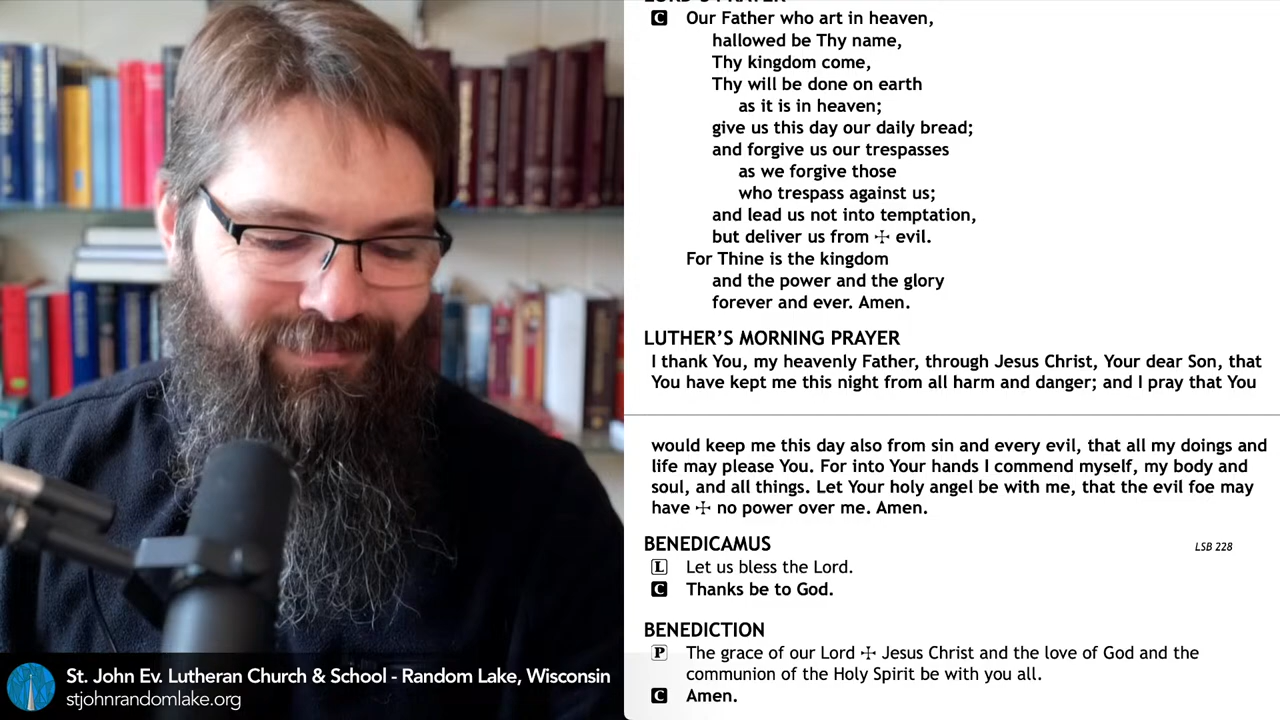 LORD'S PRAYER
C Our Father who art in heaven,
hallowed be Thy name,
Thy kingdom come,
Thy will be done on earth
as it is in heaven;
give us this day our daily bread;
and forgive us our trespasses
as we forgive those
who trespass against us;
and lead us not into temptation,
but deliver us from ☩ evil.
For Thine is the kingdom
and the power and the glory
forever and ever. Amen.
LUTHER'S MORNING PRAYER
I thank You, my heavenly Father, through Jesus Christ, Your dear Son, that
You have kept me this night from all harm and danger; and I pray that You
would keep me this day also from sin and every evil, that all my doings and
life may please You. For into Your hands I commend myself, my body and
soul, and all things. Let Your holy angel be with me, that the evil foe may
have ☩ no power over me. Amen.
BENEDICAMUS
LSB 228
L Let us bless the Lord.
C Thanks be to God.
BENEDICTION
P The grace of our Lord ☩ Jesus Christ and the love of God and the
communion of the Holy Spirit be with you all.
C Amen.
St. John Ev. Lutheran Church & School - Random Lake, Wisconsin
stjohnrandomlake.org